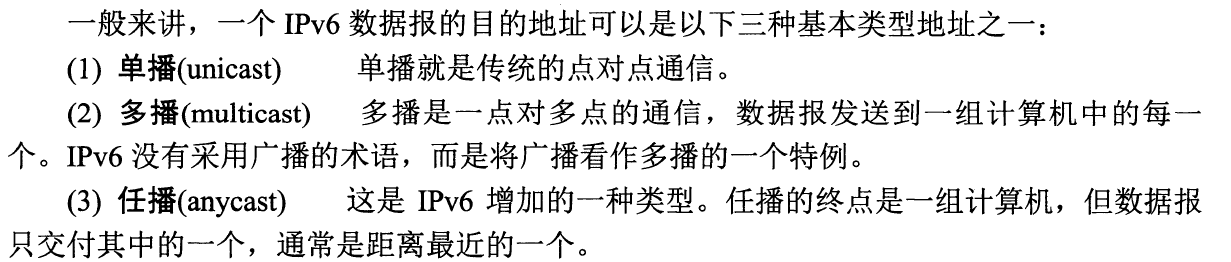 一般来讲，一个 IPv6 数据报的目的地址可以是以下三种基本类型地址之一：
(1) 单播(unicast) 单播就是传统的点对点通信。
(2) 多播(multicast) 多播是一点对多点的通信，数据报发送到一组计算机中的每一
个。IPv6 没有采用广播的术语，而是将广播看作多播的一个特例。
(3) 任播(anycast) 这是 IPv6 增加的一种类型。任播的终点是一组计算机，但数据报
只交付其中的一个，通常是距离最近的一个。